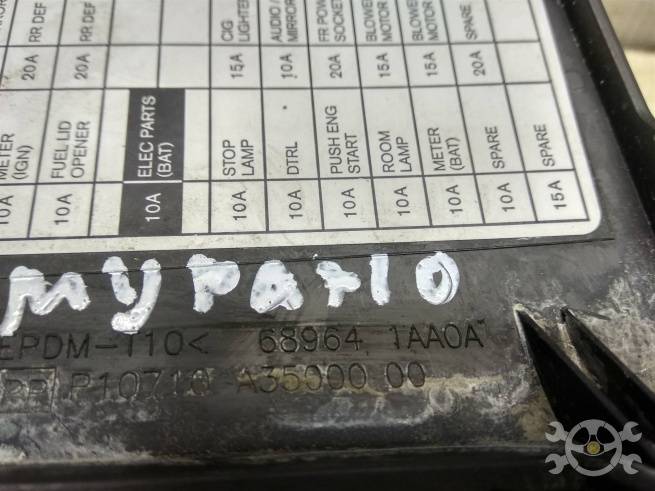 RR DEF
20A
RR DEF
20A
CIG
LIGHTER
15A
AUDIO /
MIRROR
10A
FR POW
SOCKET
20A
BLOWER
MOTOR
15A
BLOWER
MOTOR
15A
SPARE
20A
METER
(IGN)
10A
FUEL LID
OPENER
10A
ELEC PARTS
(BAT)
10A
STOP
LAMP
10A
DTRL
10A
PUSH ENG
START
10A
ROOM
LAMP
10A
METER
(BAT)
10A
SPARE
10A
SPARE
15A
EPDM-T10< 68964 1AA0A
PP P10710 A35000 00